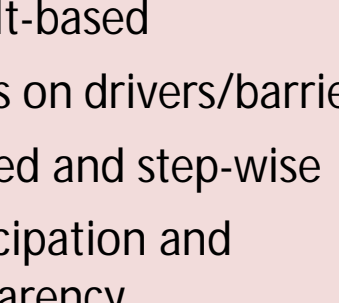 lt-based
s on drivers/barrie
ed and step-wise
cipation and
arency